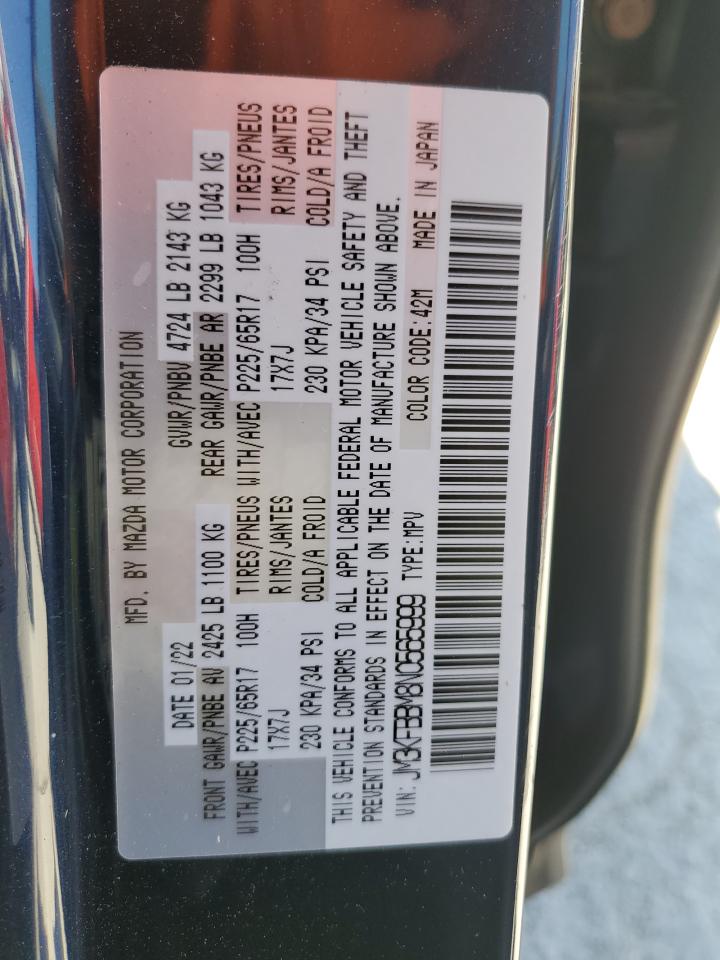 MFD. BY MAZDA MOTOR CORPORATION
DATE 01/22 GVWR/PNBV 4724 LB 2143 KG
FRONT GAWR/PNBE AV 2425 LB 1100 KG REAR GAWR/PNBE AR 2299 LB 1043 KG
WITH/AVEC P225/65R17 100H TIRES/PNEUS WITH/AVEC P225/65R17 100H TIRES/PNEUS
17X7J RIMS/JANTES 17X7J RIMS/JANTES
230 KPA/34 PSI COLD/A FROID 230 KPA/34 PSI COLD/A FROID
THIS VEHICLE CONFORMS TO ALL APPLICABLE FEDERAL MOTOR VEHICLE SAFETY AND THEFT
PREVENTION STANDARDS IN EFFECT ON THE DATE OF MANUFACTURE SHOWN ABOVE.
VIN: JM3KFBBM8N0565999 TYPE:MPV COLOR CODE:42M MADE IN JAPAN